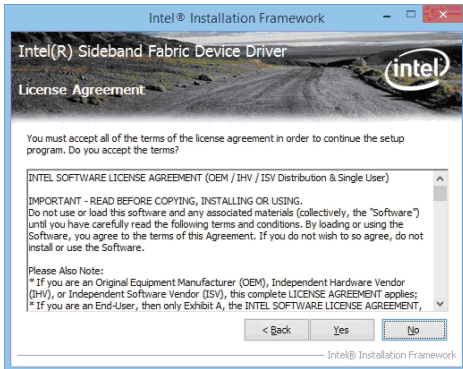 Intel® Installation Framework
Intel(R) Sideband Fabric Device Driver
License Agreement
intel
You must accept all of the terms of the license agreement in order to continue the setup
program. Do you accept the terms?
INTEL SOFTWARE LICENSE AGREEMENT (OEM / IHV / ISV Distribution & Single User)
IMPORTANT - READ BEFORE COPYING, INSTALLING OR USING.
Do not use or load this software and any associated materials (collectively, the "Software")
until you have carefully read the following terms and conditions. By loading or using the
Software, you agree to the terms of this Agreement. If you do not wish to so agree, do not
install or use the Software.
Please Also Note:
* If you are an Original Equipment Manufacturer (OEM), Independent Hardware Vendor
(IHV), or Independent Software Vendor (ISV), this complete LICENSE AGREEMENT applies;
* If you are an End-User, then only Exhibit A, the INTEL SOFTWARE LICENSE AGREEMENT,
< Back Yes No
Intel® Installation Framework